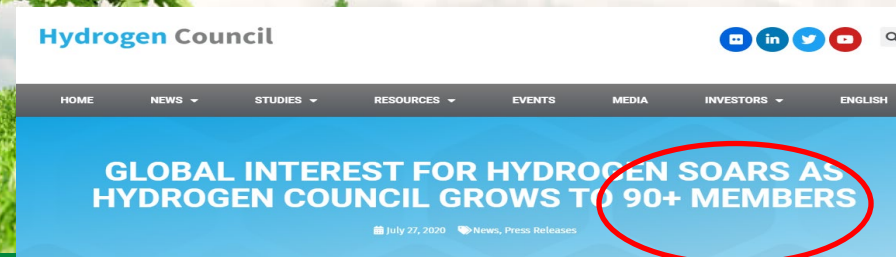 Hydrogen Council
HOME NEWS STUDIES RESOURCES EVENTS MEDIA INVESTORS ENGLISH
GLOBAL INTEREST FOR HYDROGEN SOARS AS
HYDROGEN COUNCIL GROWS TO 90+ MEMBERS
July 27, 2020 News, Press Releases